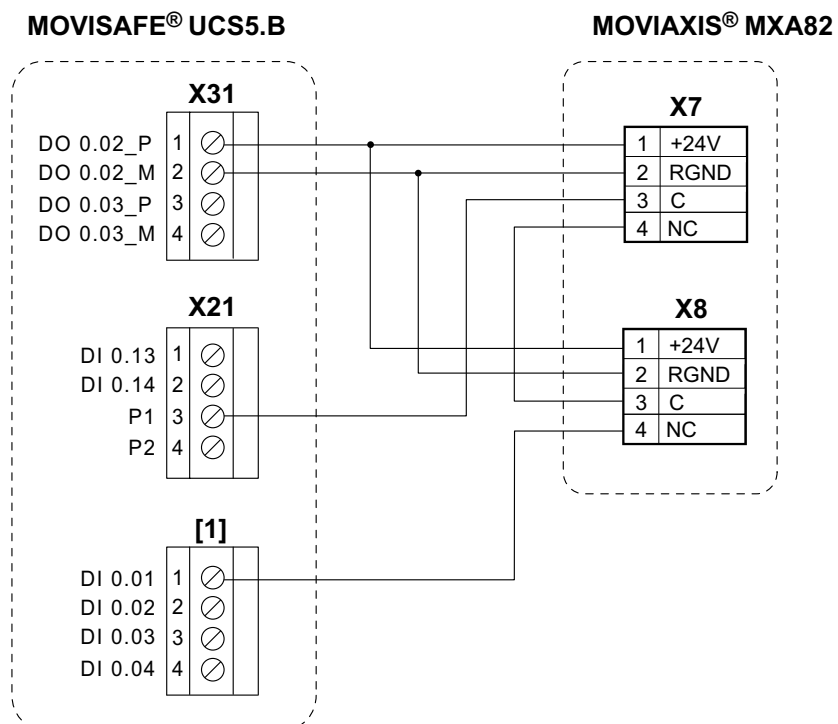 MOVISAFE® UCS5.B
MOVIAXIS® MXA82
X31
DO 0.02_P 1
DO 0.02_M 2
DO 0.03_P 3
DO 0.03_M 4
X7
1 +24V
2 RGND
3 C
4 NC
X21
DI 0.13 1
DI 0.14 2
P1 3
P2 4
X8
1 +24V
2 RGND
3 C
4 NC
[1]
DI 0.01 1
DI 0.02 2
DI 0.03 3
DI 0.04 4